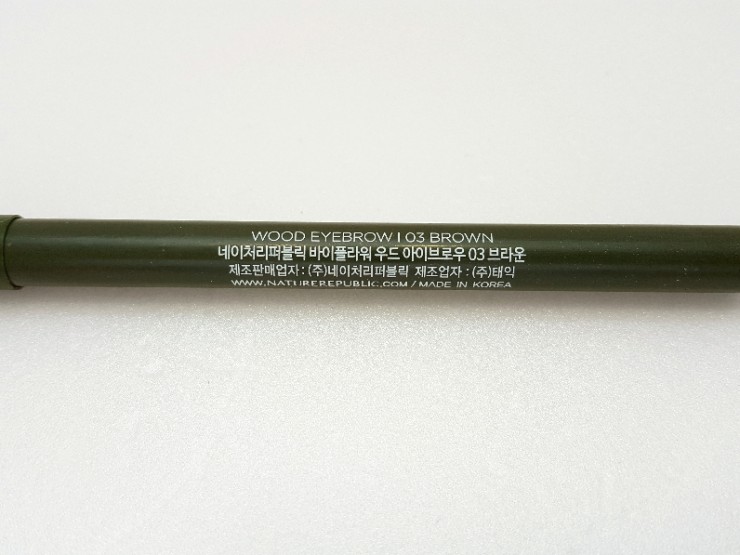 WOOD EYEBROW | 03 BROWN
네이처리퍼블릭 바이플라워 우드 아이브로우 03 브라운
제조판매업자 : (주)네이처리퍼블릭 제조업자 : (주)태익
WWW.NATUREREPUBLIC.COM / MADE IN KOREA